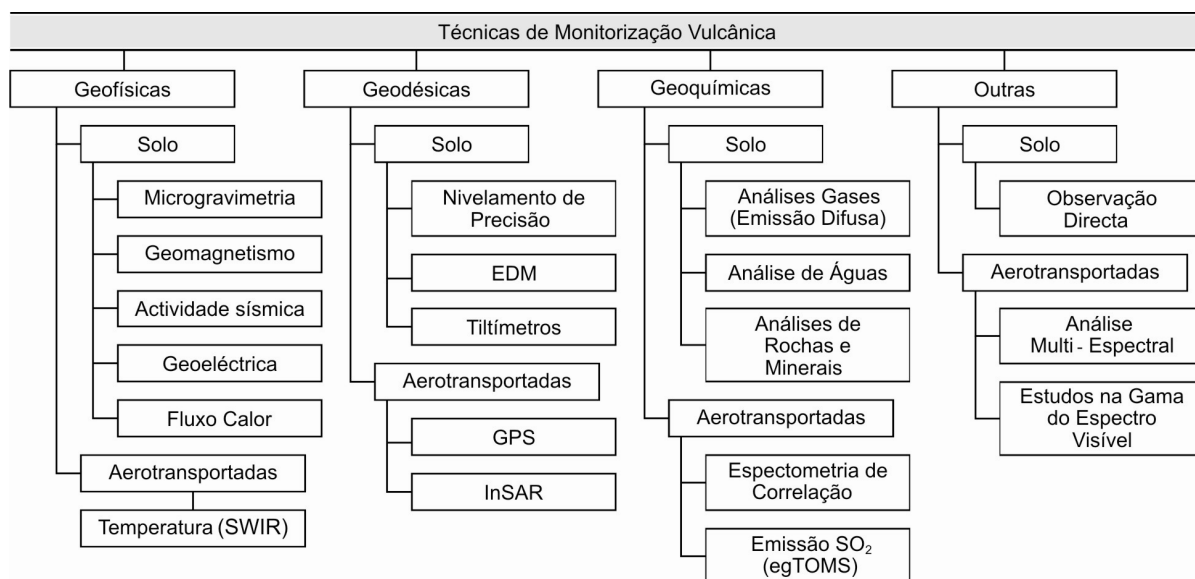 Técnicas de Monitorização Vulcânica
Geofísicas
Solo
Microgravimetria
Geomagnetismo
Actividade sísmica
Geoeléctrica
Fluxo Calor
Aerotransportadas
Temperatura (SWIR)
Geodésicas
Solo
Nivelamento de
Precisão
EDM
Tiltímetros
Aerotransportadas
GPS
InSAR
Geoquímicas
Solo
Análises Gases
(Emissão Difusa)
Análise de Águas
Análises de
Rochas e
Minerais
Aerotransportadas
Espectometria de
Correlação
Emissão SO₂
(egTOMS)
Outras
Solo
Observação
Directa
Aerotransportadas
Análise
Multi - Espectral
Estudos na Gama
do Espectro
Visível